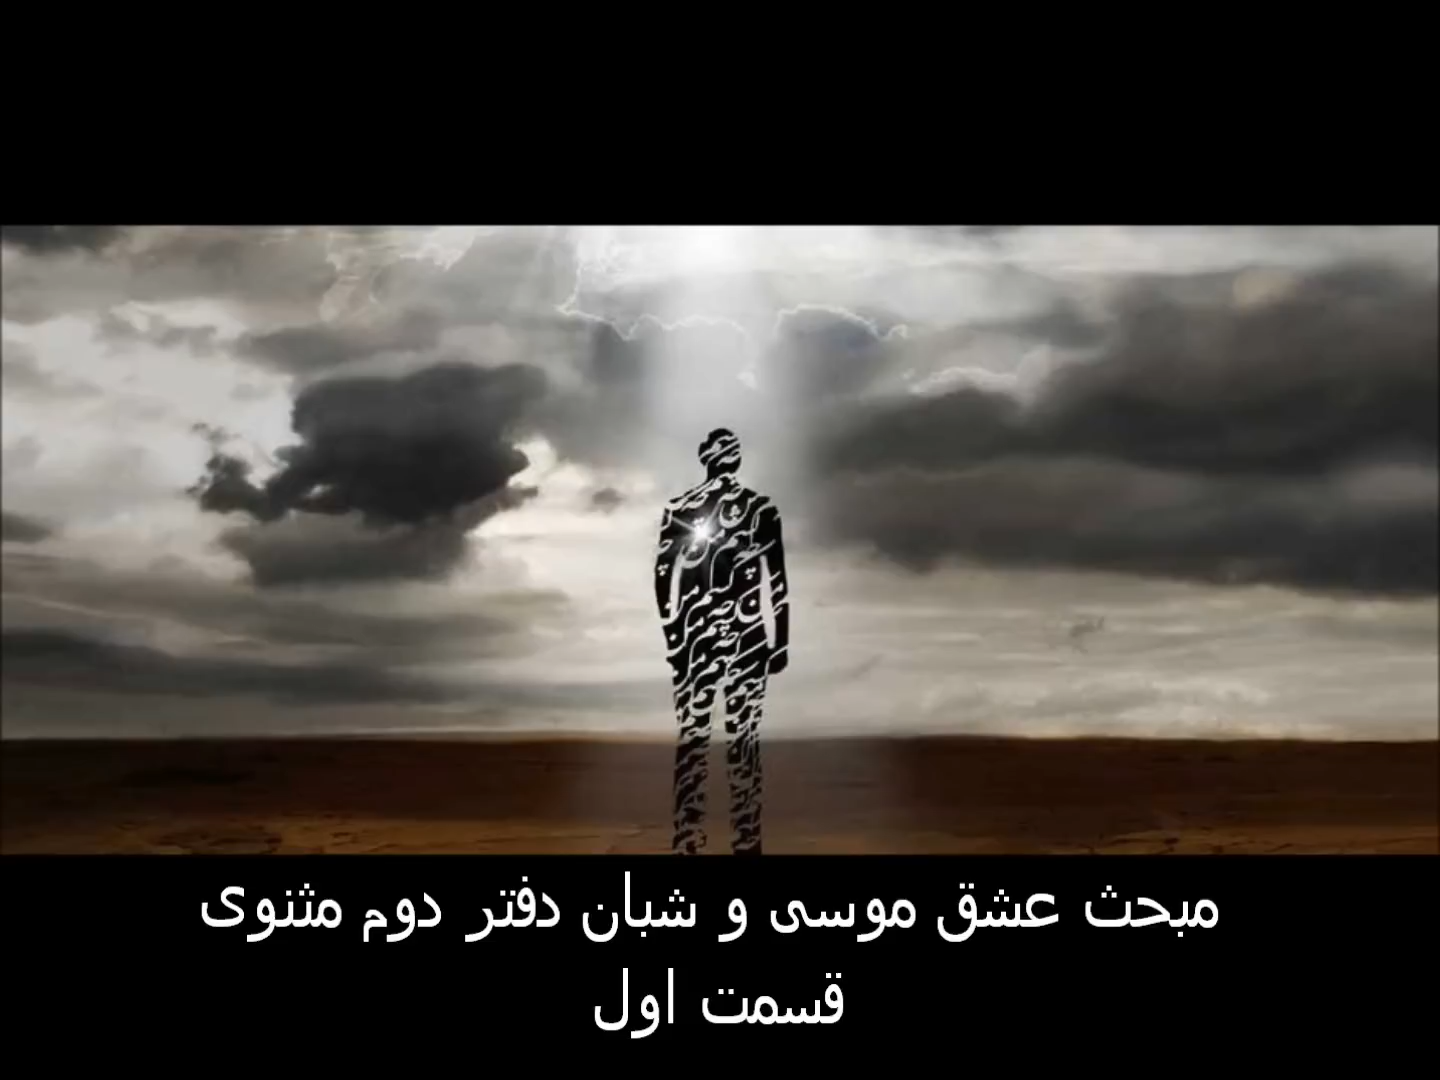 مبحث عشق موسی و شبان دفتر دوم مثنوی
قسمت اول